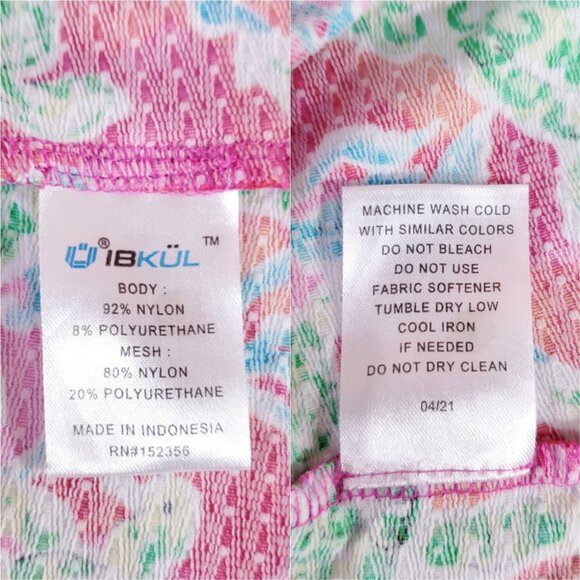 ® IBKÜL ™
BODY :
92% NYLON
8% POLYURETHANE
MESH :
80% NYLON
20% POLYURETHANE
MADE IN INDONESIA
RN#152356
MACHINE WASH COLD
WITH SIMILAR COLORS
DO NOT BLEACH
DO NOT USE
FABRIC SOFTENER
TUMBLE DRY LOW
COOL IRON
IF NEEDED
DO NOT DRY CLEAN
04/21